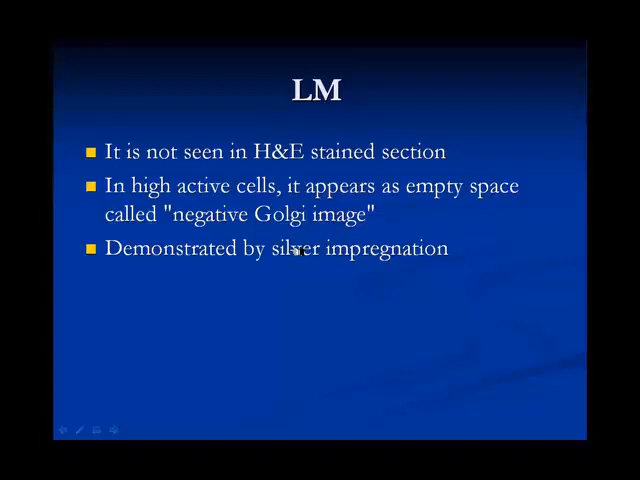 LM
It is not seen in H&E stained section
In high active cells, it appears as empty space
called "negative Golgi image"
Demonstrated by silver impregnation